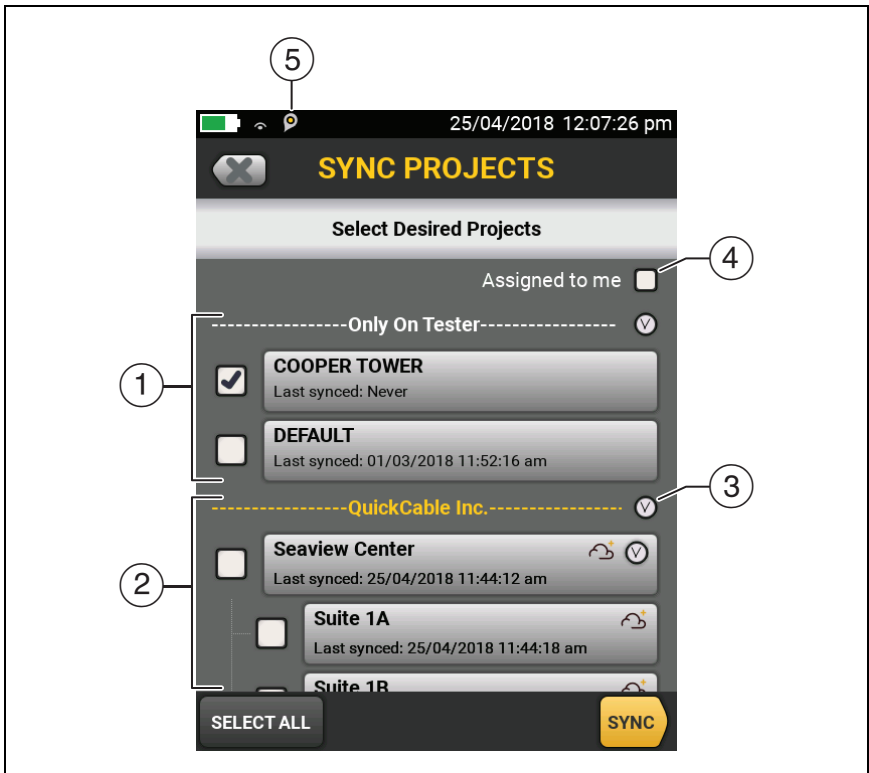 5
25/04/2018 12:07:26 pm
SYNC PROJECTS
Select Desired Projects
Assigned to me
4
-----------------Only On Tester-----------------
1
COOPER TOWER
Last synced: Never
DEFAULT
Last synced: 01/03/2018 11:52:16 am
3
-----------------QuickCable Inc.-----------------
2
Seaview Center
Last synced: 25/04/2018 11:44:12 am
Suite 1A
Last synced: 25/04/2018 11:44:18 am
Suite 1B
SELECT ALL
SYNC